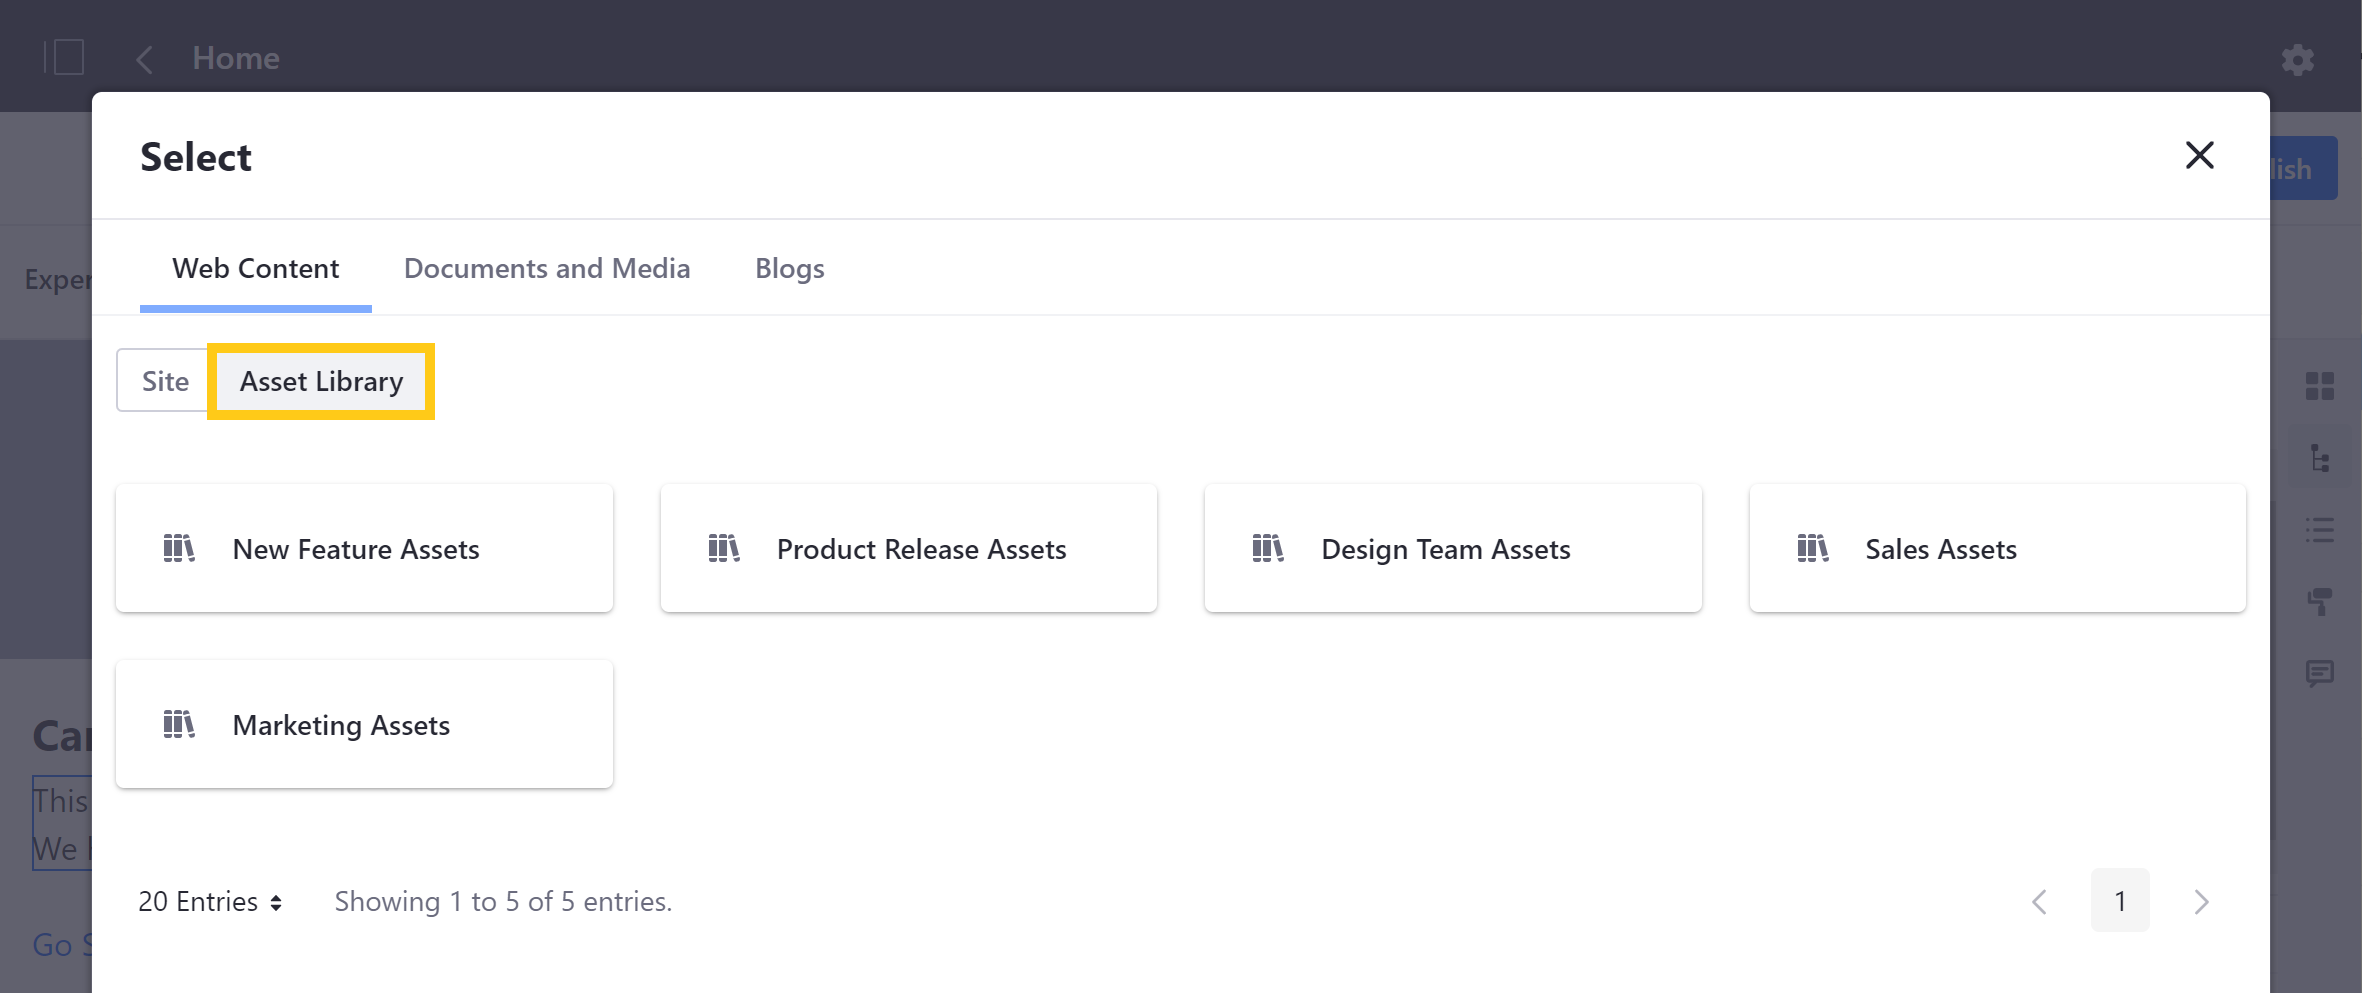 Home
Select
lish
Web Content Documents and Media Blogs
Exper
Site Asset Library
New Feature Assets Product Release Assets Design Team Assets Sales Assets
Marketing Assets
Car
This
We
20 Entries Showing 1 to 5 of 5 entries. 1
Go S